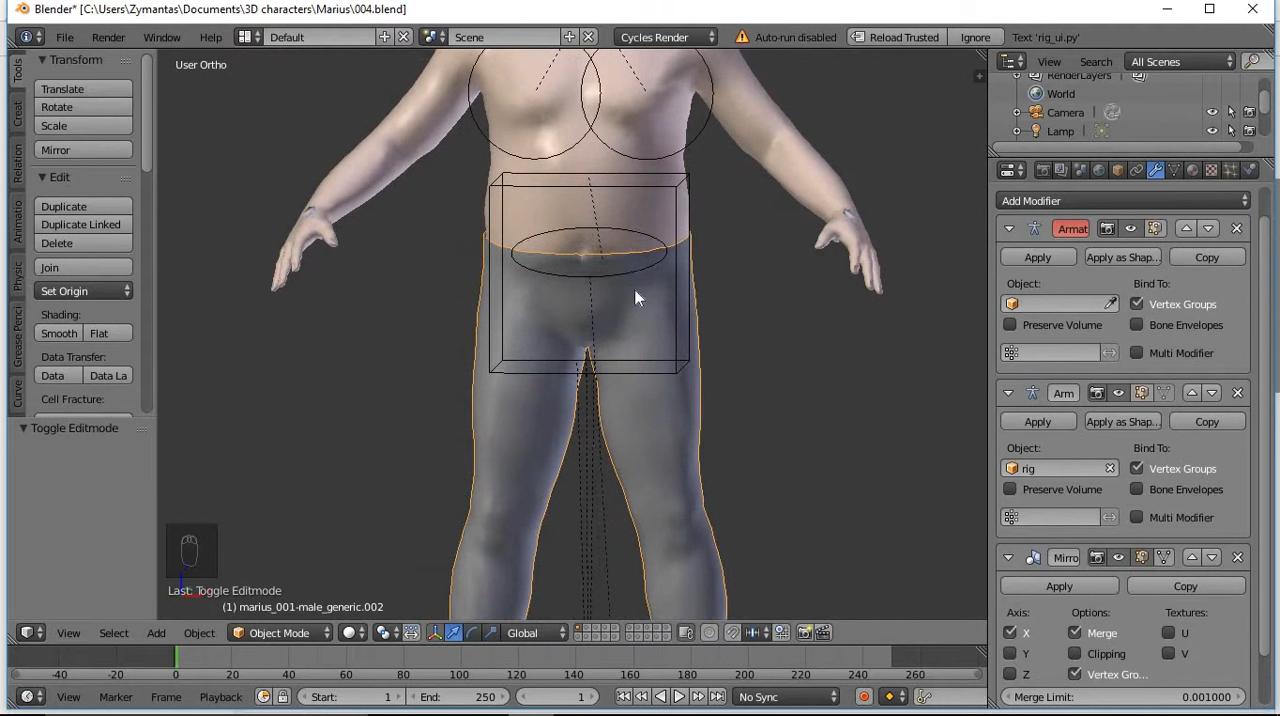 Blender* [C:\Users\Zymantas\Documents\3D characters\Marius\004.blend]
File Render Window Help Default Scene Cycles Render Auto-run disabled Reload Trusted Ignore Text 'rig_ui.py'
User Ortho
Tools
Creat
Relation
Animatio
Physic
Grease Penci
Curve
Transform
Translate
Rotate
Scale
Mirror
Edit
Duplicate
Duplicate Linked
Delete
Join
Set Origin
Shading:
Smooth Flat
Data Transfer:
Data Data La
Cell Fracture:
Toggle Editmode
Last: Toggle Editmode
(1) marius_001-male_generic.002
View Search All Scenes
RenderLayers
World
Camera
Lamp
Add Modifier
Armat
Apply Apply as Shap... Copy
Object: Bind To:
Vertex Groups
Preserve Volume Bone Envelopes
Multi Modifier
Arm
Apply Apply as Shap... Copy
Object: Bind To:
rig Vertex Groups
Preserve Volume Bone Envelopes
Multi Modifier
Mirro
Apply Copy
Axis: Options: Textures:
X Merge U
Y Clipping V
Z Vertex Gro...
Merge Limit: 0.001000
View Select Add Object Object Mode Global
-40 -20 0 20 40 60 80 100 120 140 160 180 200 220 240 260
View Marker Frame Playback Start: 1 End: 250 1 No Sync